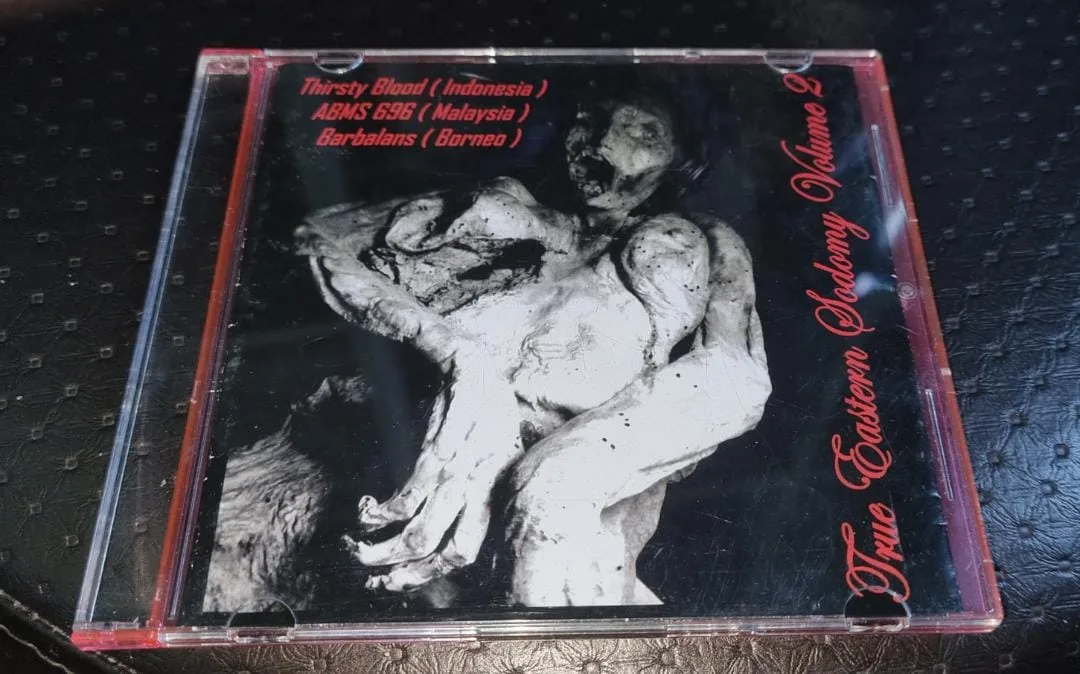 Thirsty Blood ( Indonesia )
ABMS 696 ( Malaysia )
Barbalans ( Borneo )
True Eastern Sodomy Volume 2